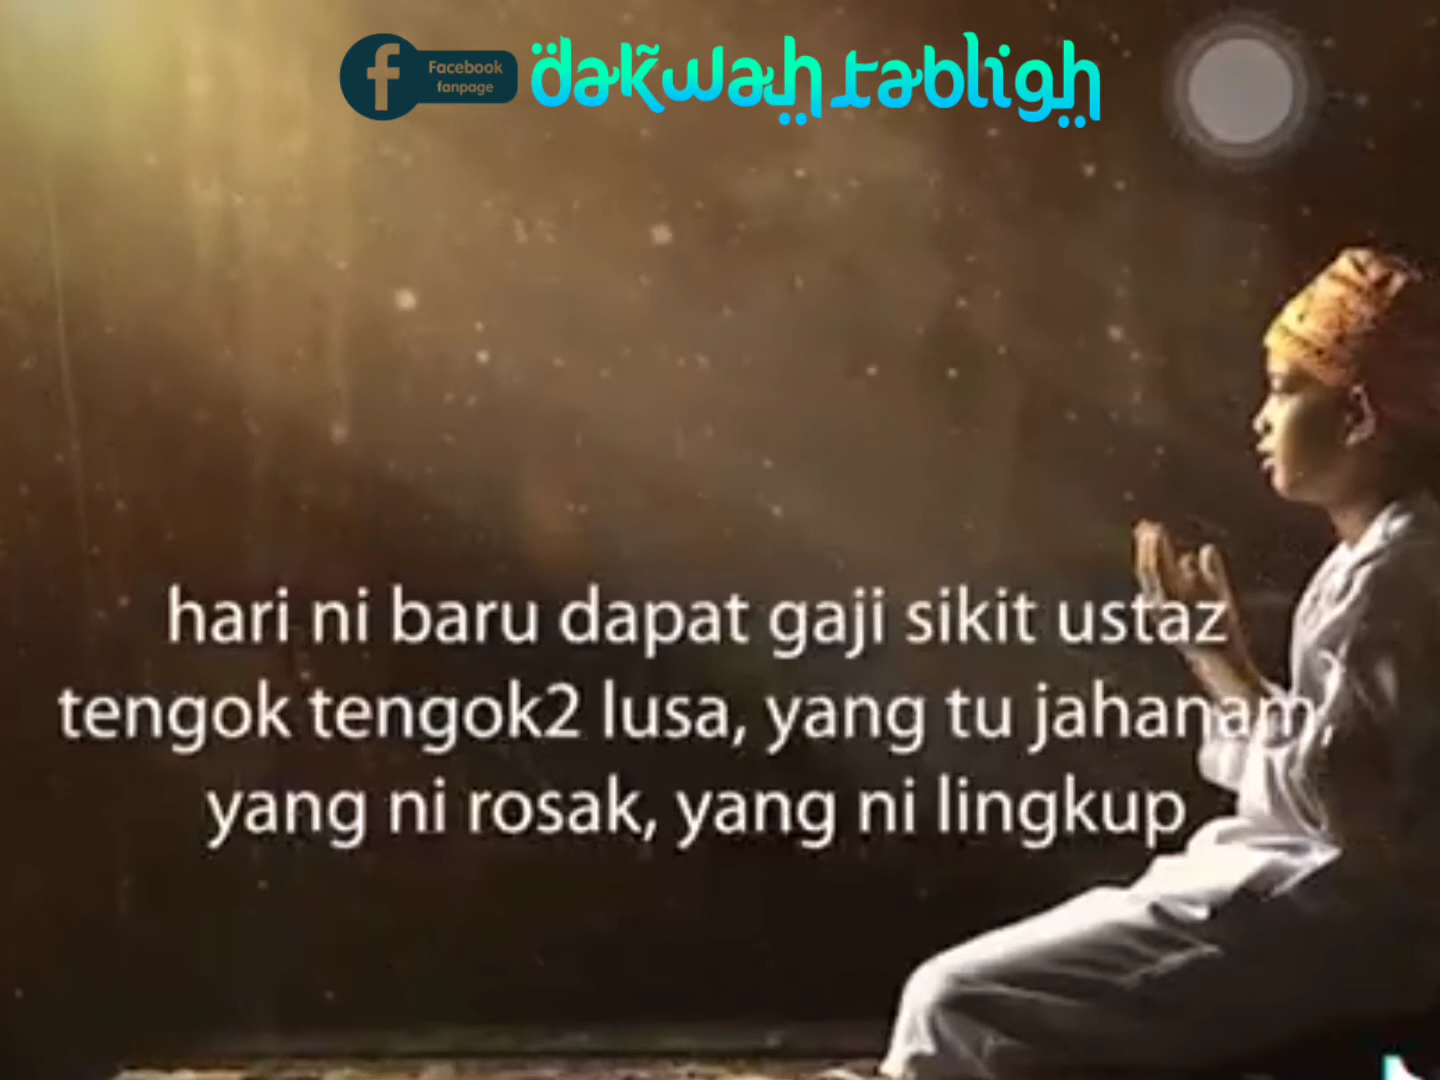 Facebook
fanpage
dakwah tabligh
hari ni baru dapat gaji sikit ustaz
tengok tengok2 lusa, yang tu jahanam,
yang ni rosak, yang ni lingkup